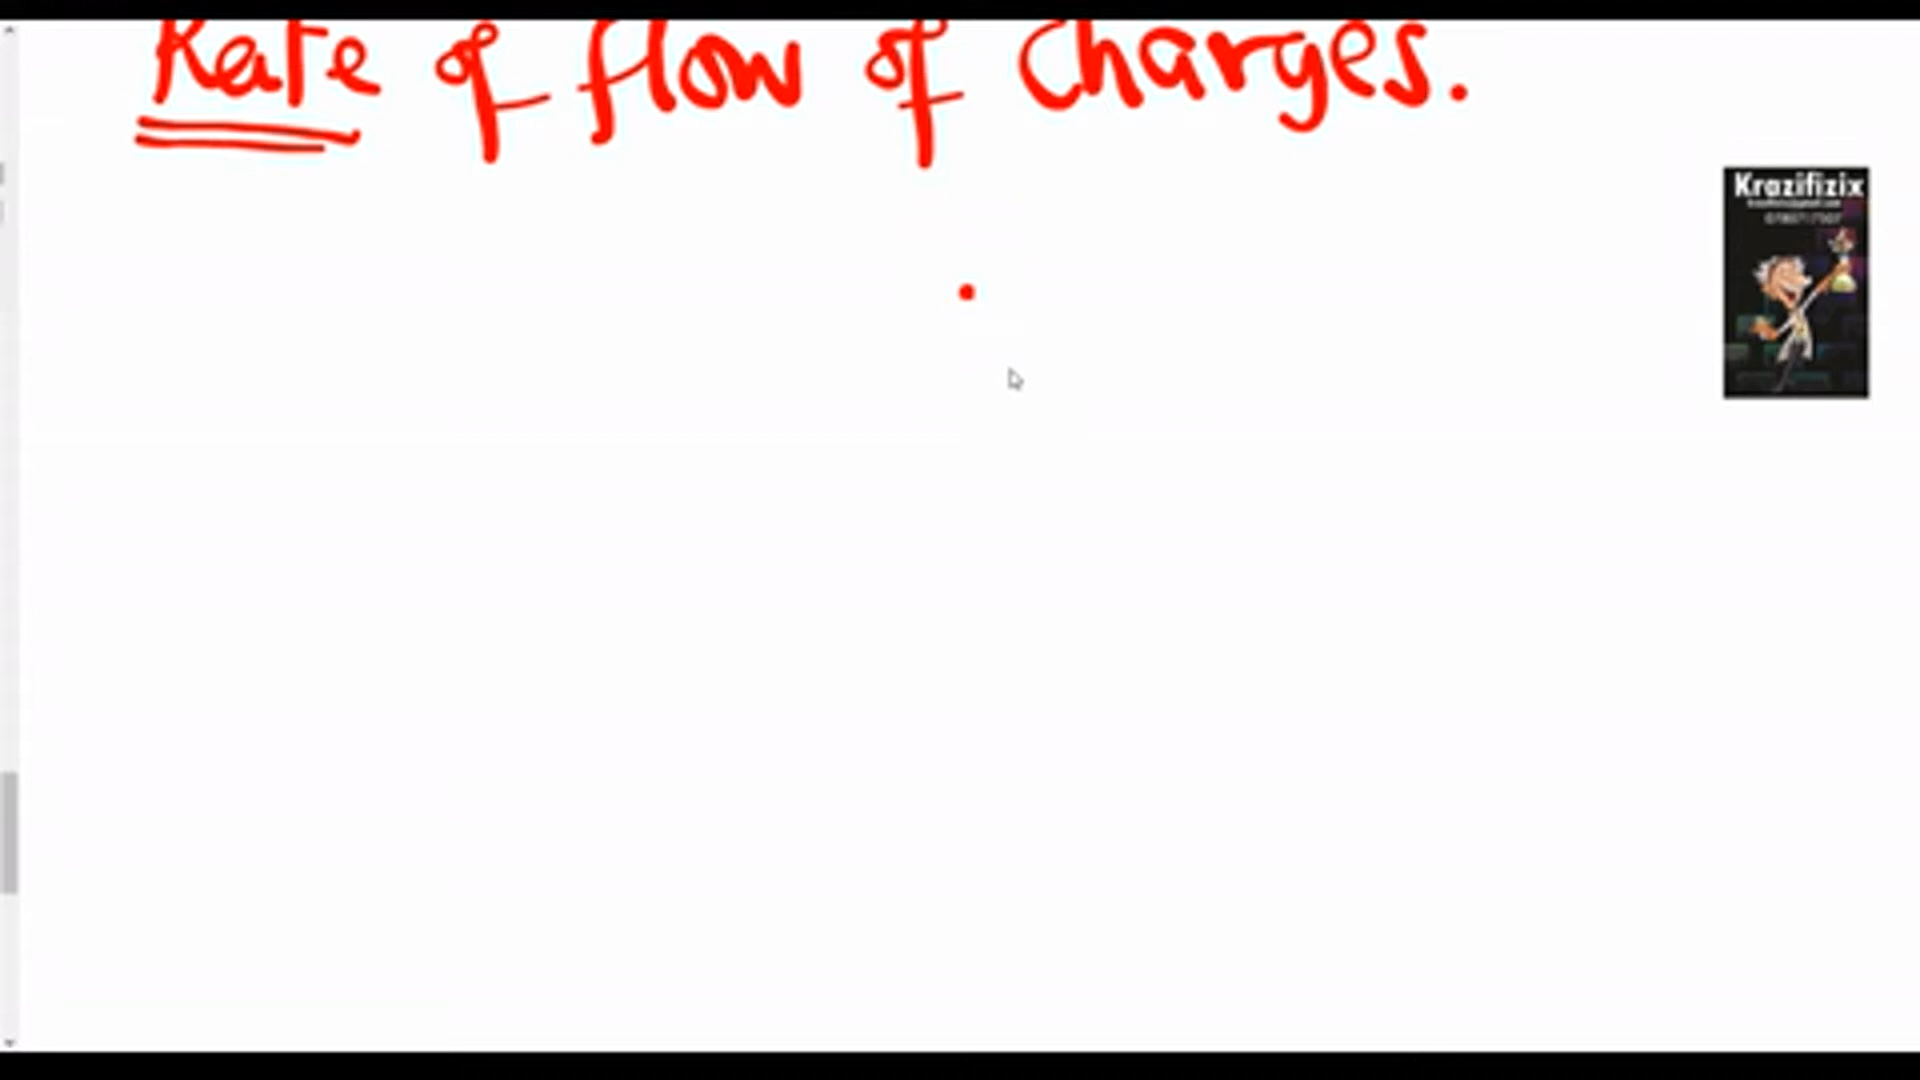 Rate of flow of charges.
Krazifizix